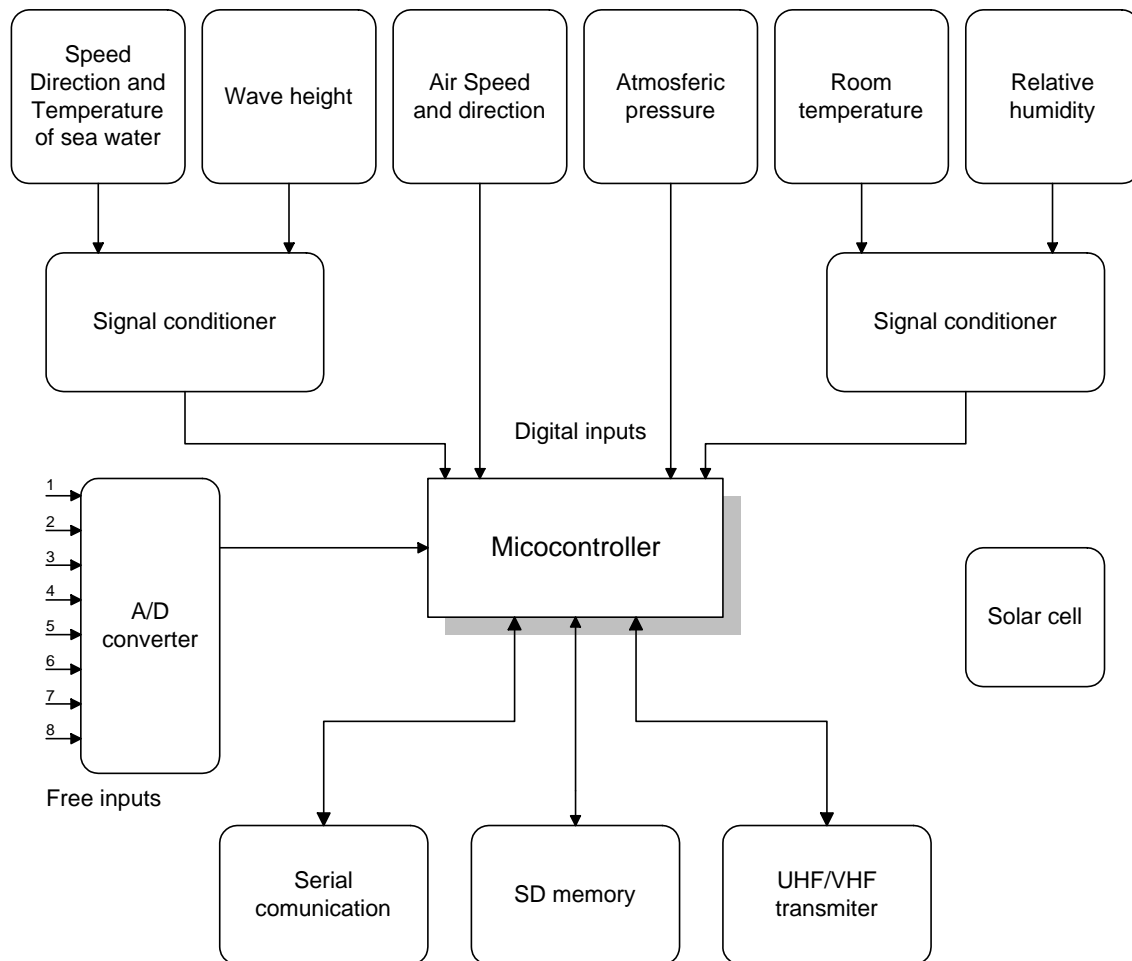 Speed
Direction and
Temperature
of sea water
Wave height
Air Speed
and direction
Atmosferic
pressure
Room
temperature
Relative
humidity
Signal conditioner
Signal conditioner
Digital inputs
1
2
3
4
5
6
7
8
A/D
converter
Free inputs
Micocontroller
Solar cell
Serial
comunication
SD memory
UHF/VHF
transmiter